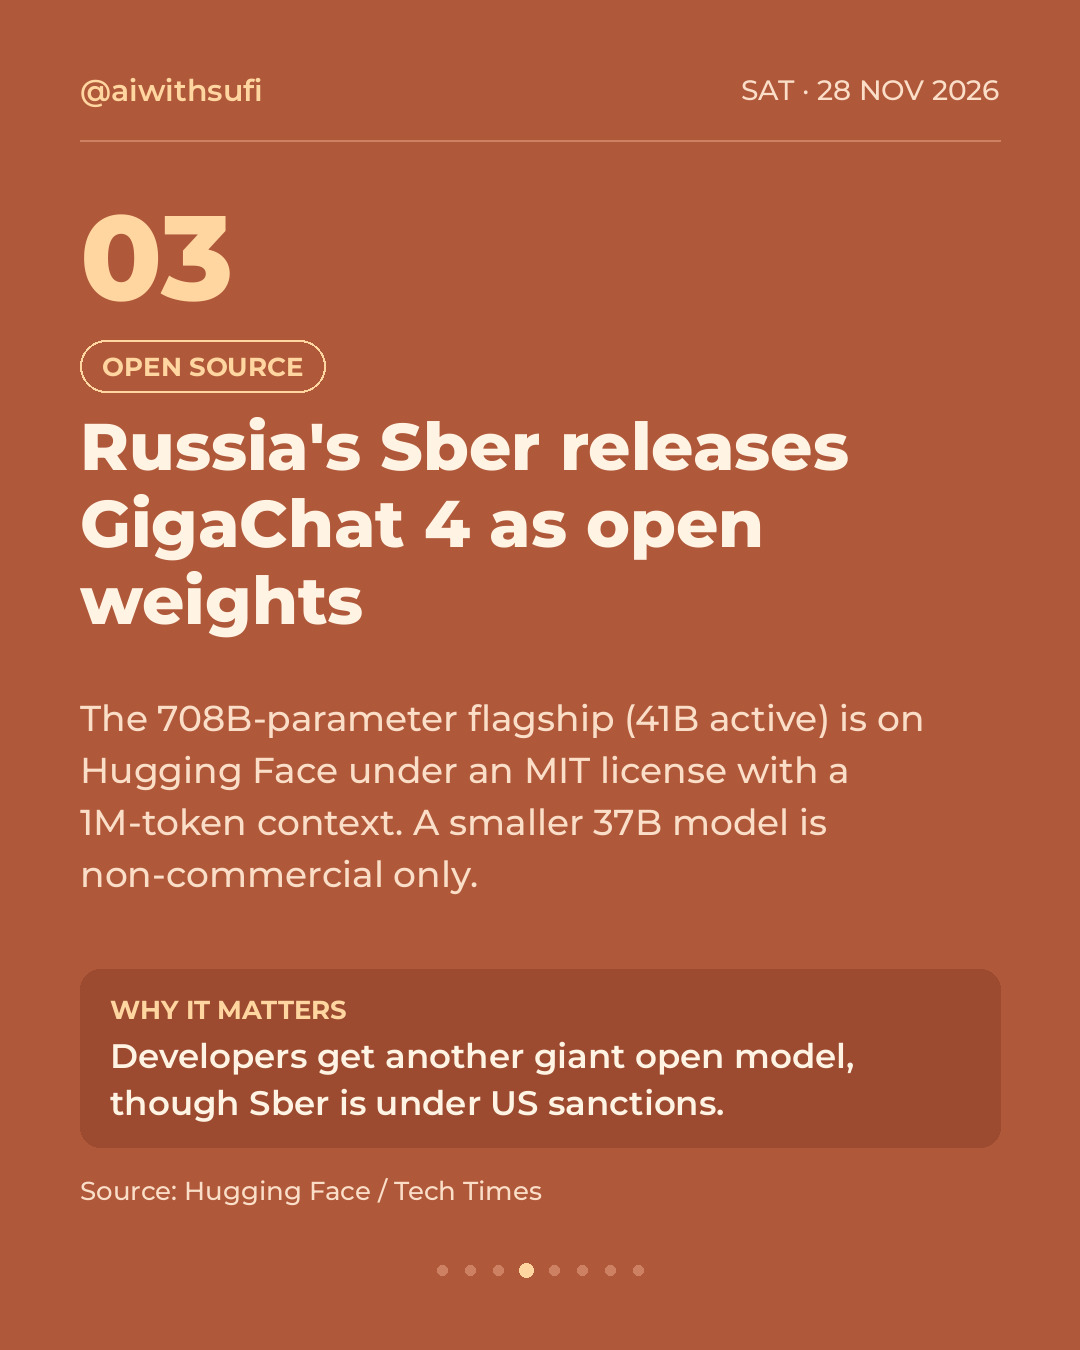 @aiwithsufi
SAT · 28 NOV 2026
03
OPEN SOURCE
Russia's Sber releases
GigaChat 4 as open
weights
The 708B-parameter flagship (41B active) is on
Hugging Face under an MIT license with a
1M-token context. A smaller 37B model is
non-commercial only.
WHY IT MATTERS
Developers get another giant open model,
though Sber is under US sanctions.
Source: Hugging Face / Tech Times